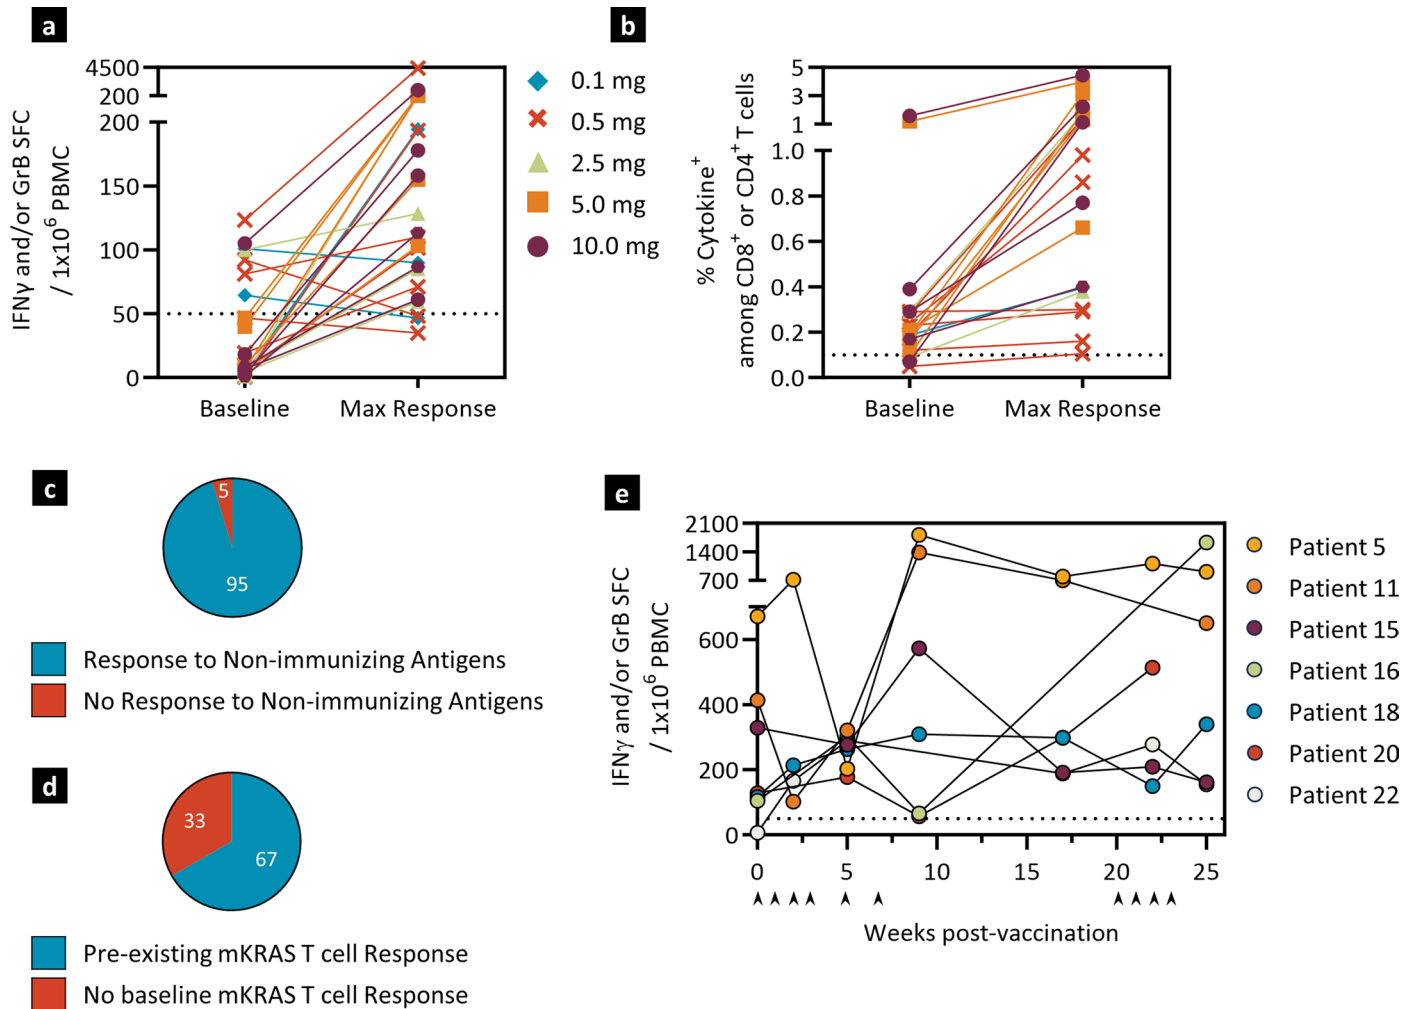 a
IFNγ and/or GrB SFC
/ 1x10⁶ PBMC
4500
200
200
150
100
50
0
Baseline
Max Response
0.1 mg
0.5 mg
2.5 mg
5.0 mg
10.0 mg
b
% Cytokine⁺
among CD8⁺ or CD4⁺T cells
5
3
1
1.0
0.8
0.6
0.4
0.2
0.0
Baseline
Max Response
c
5
95
Response to Non-immunizing Antigens
No Response to Non-immunizing Antigens
d
33
67
Pre-existing mKRAS T cell Response
No baseline mKRAS T cell Response
e
IFNγ and/or GrB SFC
/ 1x10⁶ PBMC
2100
1400
700
600
400
200
0
0 5 10 15 20 25
Weeks post-vaccination
Patient 5
Patient 11
Patient 15
Patient 16
Patient 18
Patient 20
Patient 22